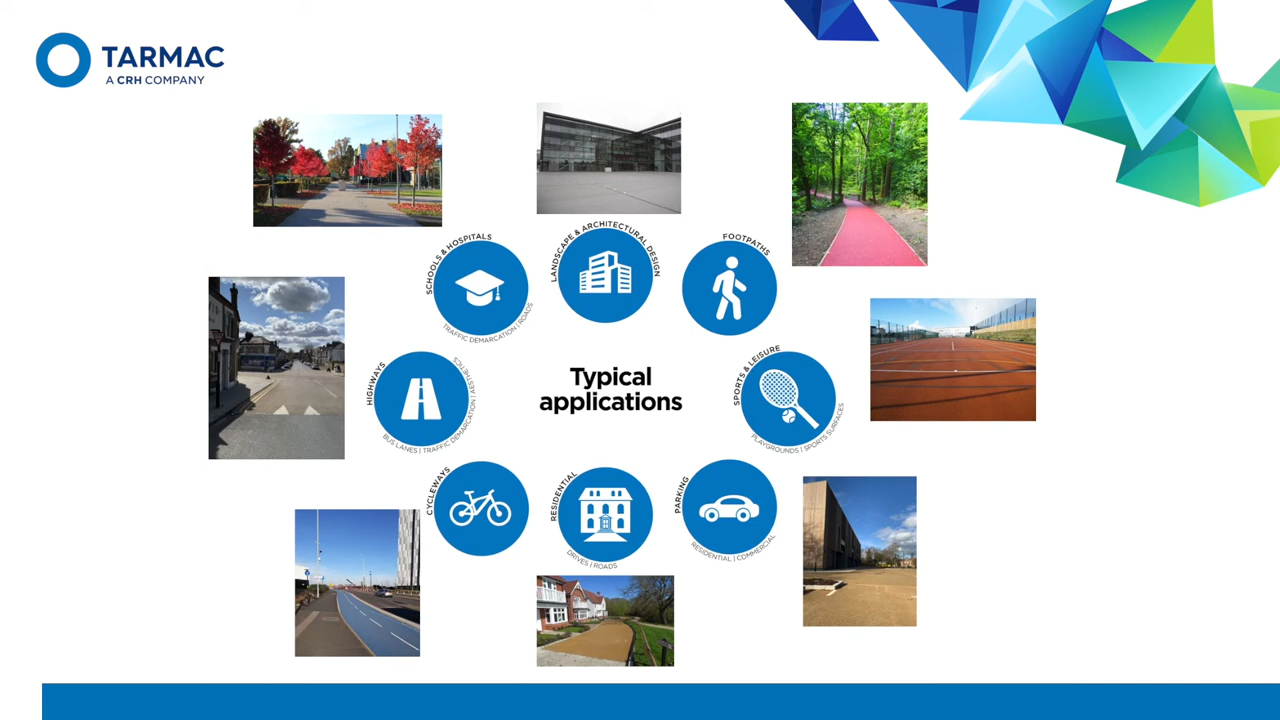 TARMAC
A CRH COMPANY
SCHOOLS & HOSPITALS
TRAFFIC DEMARCATION | ROADS
LANDSCAPE & ARCHITECTURAL DESIGN
FOOTPATHS
HIGHWAYS
BUS LANES | TRAFFIC DEMARCATION | AESTHETICS
Typical
applications
SPORTS & LEISURE
PLAYGROUNDS | SPORTS SURFACES
CYCLEWAYS
RESIDENTIAL
DRIVES | ROADS
PARKING
RESIDENTIAL | COMMERCIAL